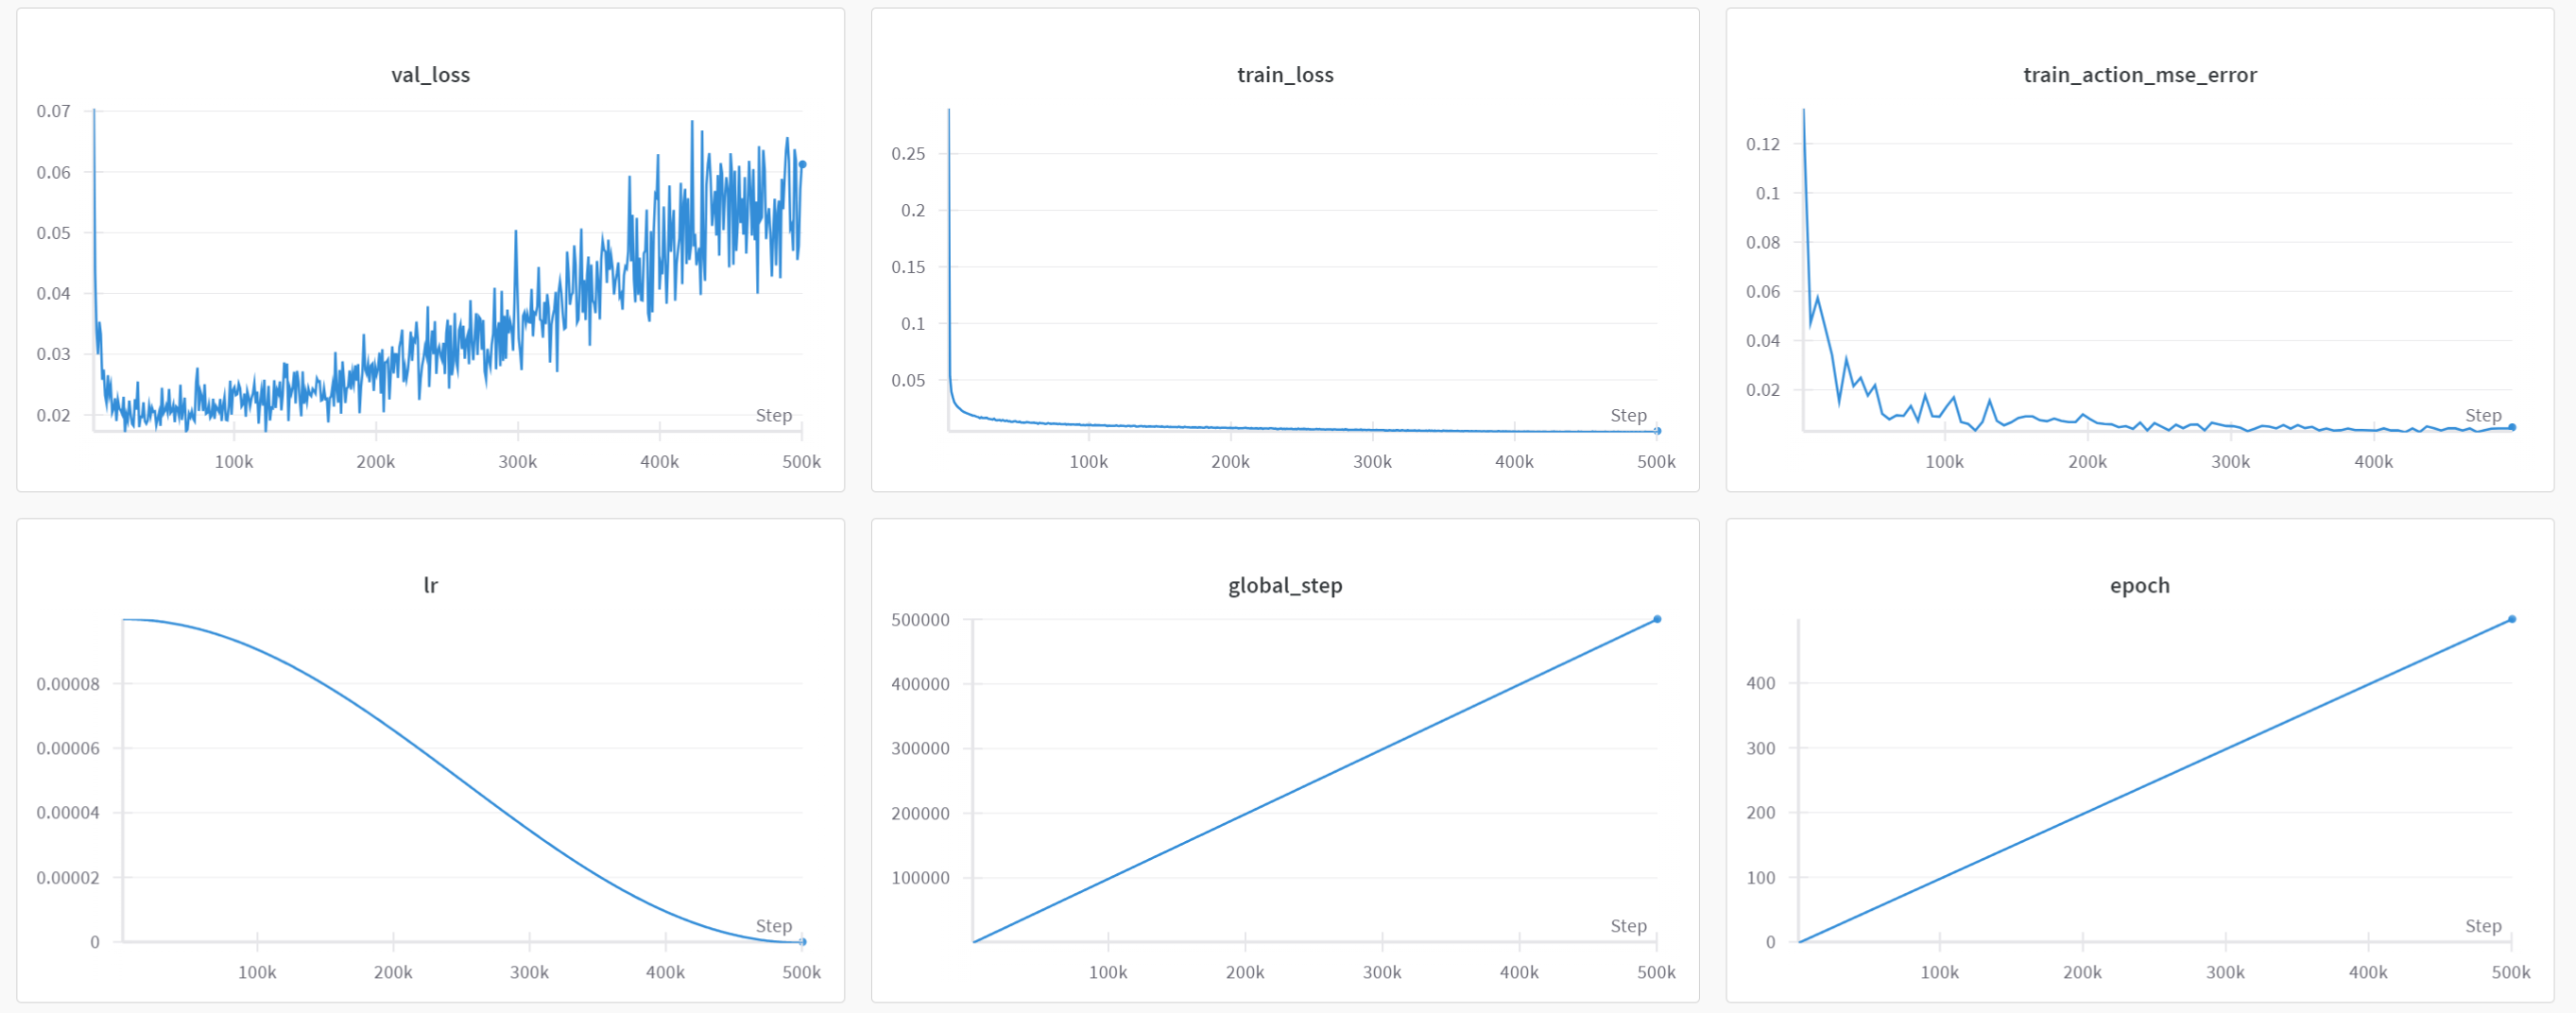 val_loss
0.07
0.06
0.05
0.04
0.03
0.02
Step
100k 200k 300k 400k 500k
train_loss
0.25
0.2
0.15
0.1
0.05
Step
100k 200k 300k 400k 500k
train_action_mse_error
0.12
0.1
0.08
0.06
0.04
0.02
Step
100k 200k 300k 400k
lr
0.00008
0.00006
0.00004
0.00002
0
Step
100k 200k 300k 400k 500k
global_step
500000
400000
300000
200000
100000
Step
100k 200k 300k 400k 500k
epoch
400
300
200
100
0
Step
100k 200k 300k 400k 500k